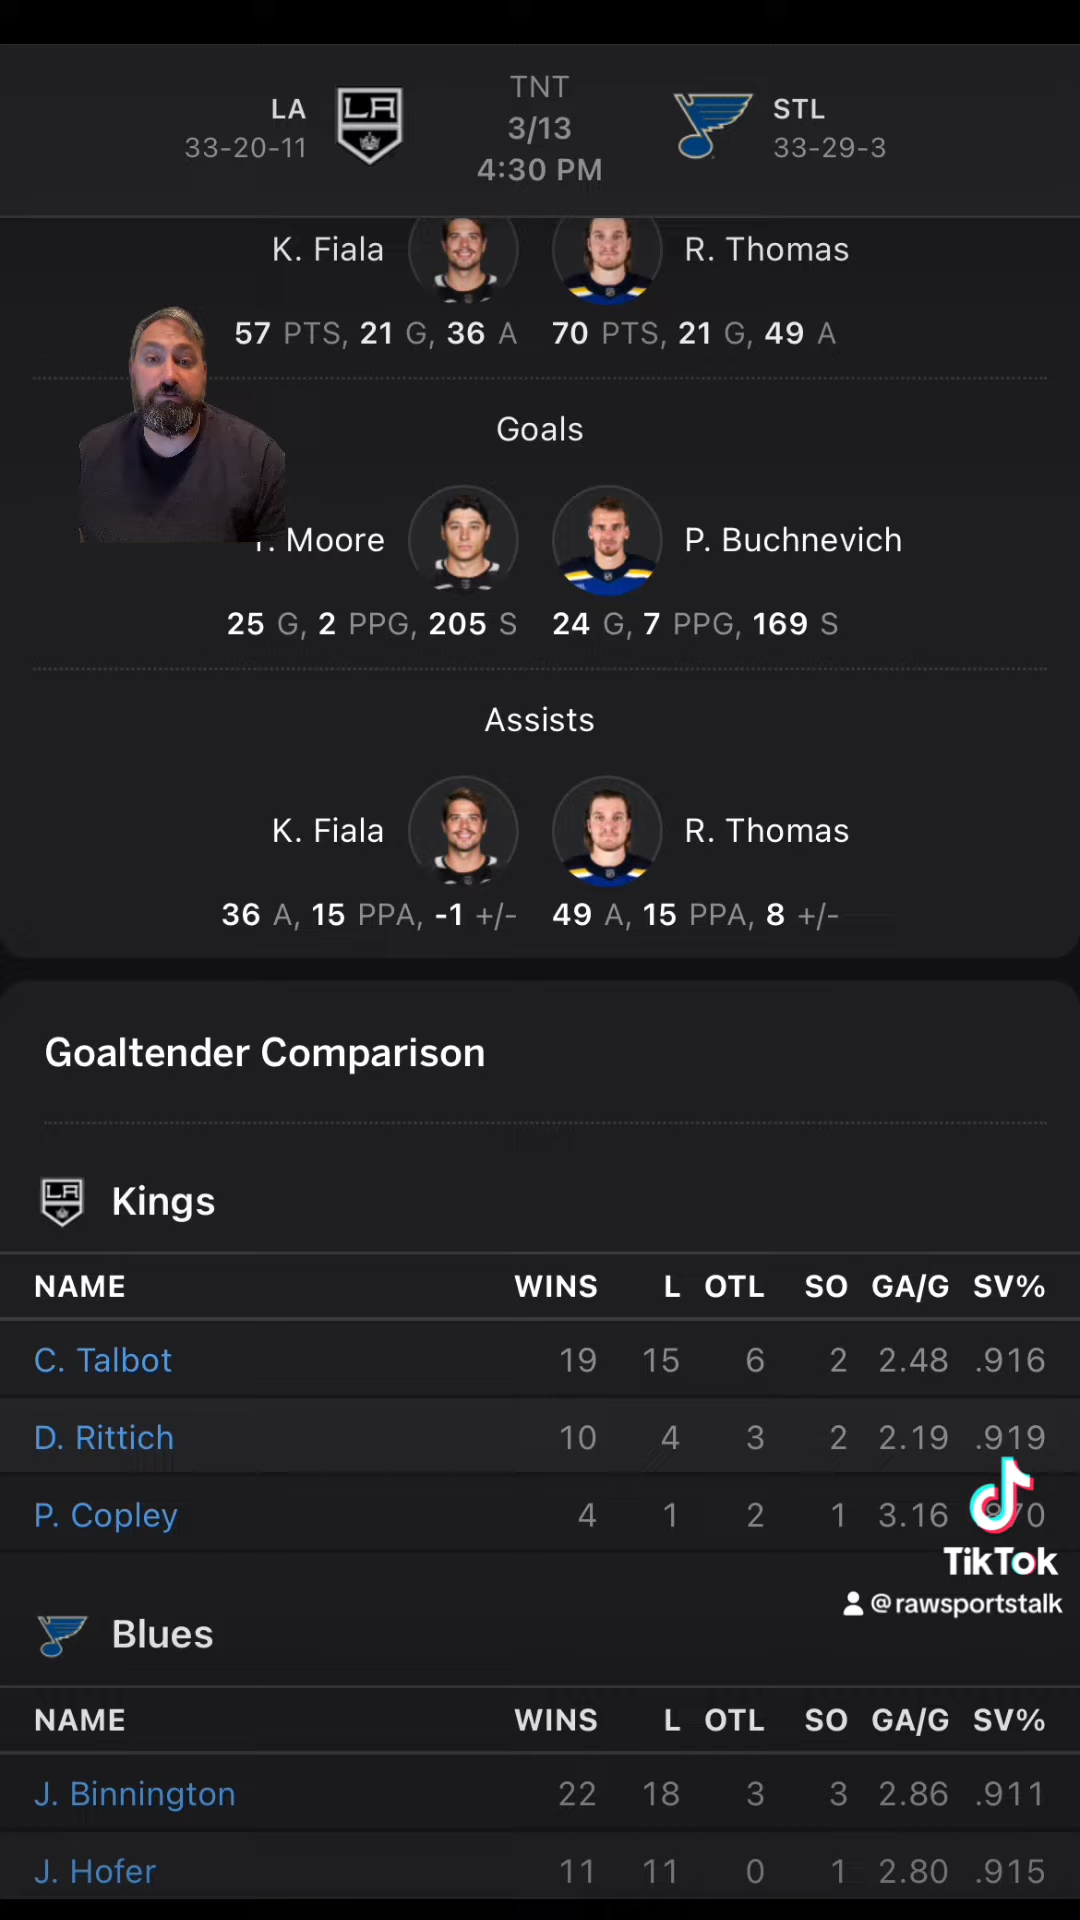 TNT
LA
3/13
STL
33-20-11
4:30 PM
33-29-3
K. Fiala
R. Thomas
57 PTS, 21 G, 36 A
70 PTS, 21 G, 49 A
Goals
Moore
P. Buchnevich
25 G, 2 PPG, 205 S
24 G, 7 PPG, 169 S
Assists
K. Fiala
R. Thomas
36 A, 15 PPA, -1 +/-
49 A, 15 PPA, 8 +/-
Goaltender Comparison
Kings
NAME WINS L OTL SO GA/G SV%
C. Talbot 19 15 6 2 2.48 .916
D. Rittich 10 4 3 2 2.19 .919
P. Copley 4 1 2 1 3.16
TikTok
@rawsportstalk
Blues
NAME WINS L OTL SO GA/G SV%
J. Binnington 22 18 3 3 2.86 .911
J. Hofer 11 11 0 1 2.80 .915